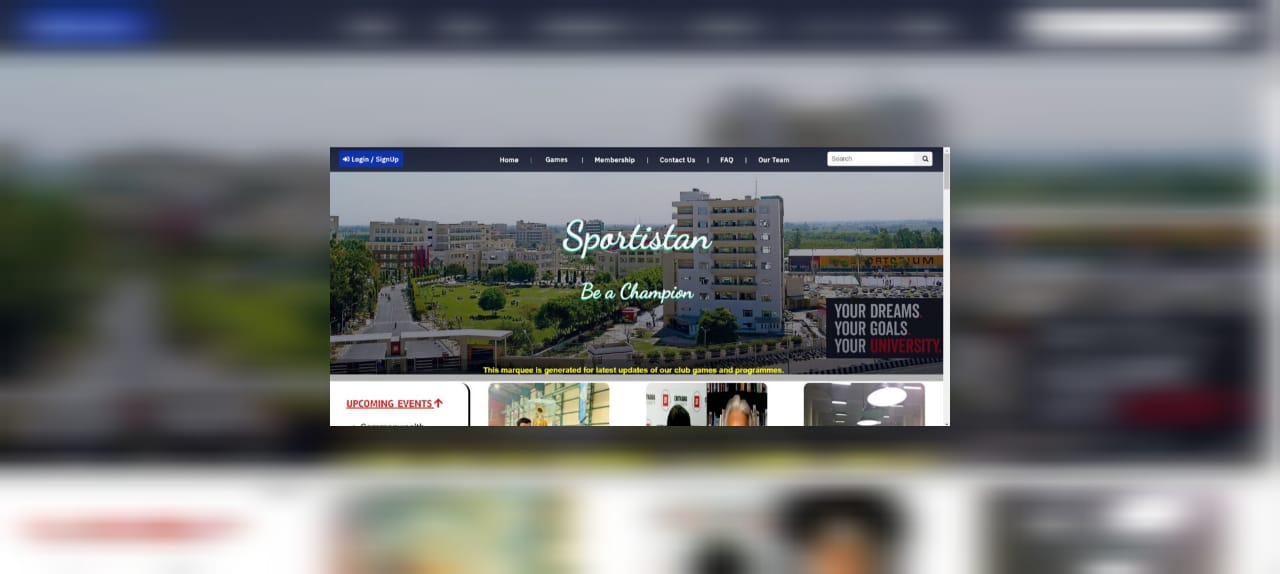 Login / SignUp
Home | Games | Membership | Contact Us | FAQ | Our Team
Search
Sportistan
Be a Champion
YOUR DREAMS
YOUR GOALS
YOUR UNIVERSITY
This marquee is generated for latest updates of our club games and programmes.
UPCOMING EVENTS